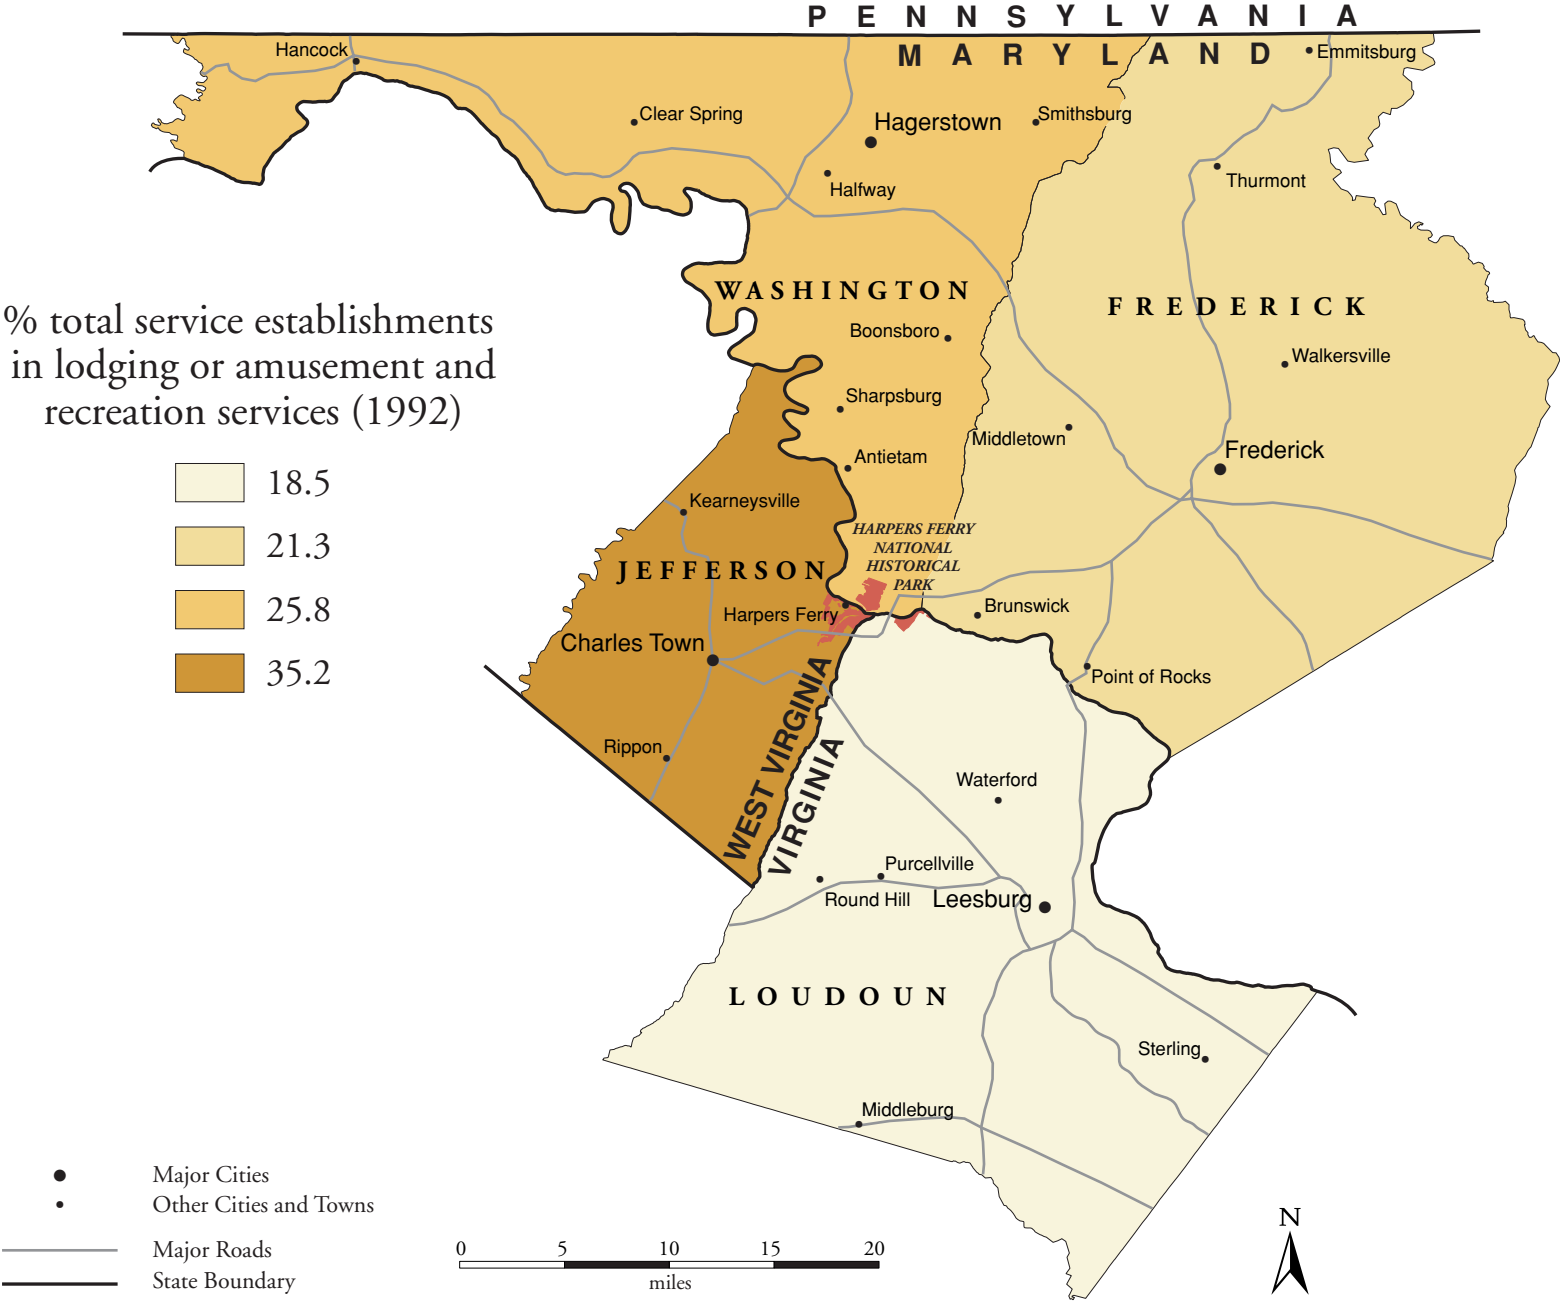 P E N N S Y L V A N I A
M A R Y L A N D
Hancock
Emmitsburg
Clear Spring
Hagerstown
Smithsburg
Halfway
Thurmont
WASHINGTON
FREDERICK
Boonsboro
Walkersville
Sharpsburg
Middletown
Frederick
Antietam
Kearneysville
HARPERS FERRY
NATIONAL
HISTORICAL
PARK
JEFFERSON
Harpers Ferry
Brunswick
Charles Town
Point of Rocks
Rippon
WEST VIRGINIA
VIRGINIA
Waterford
Purcellville
Round Hill
Leesburg
LOUDOUN
Sterling
Middleburg
% total service establishments
in lodging or amusement and
recreation services (1992)
18.5
21.3
25.8
35.2
Major Cities
Other Cities and Towns
Major Roads
State Boundary
0 5 10 15 20
miles
N